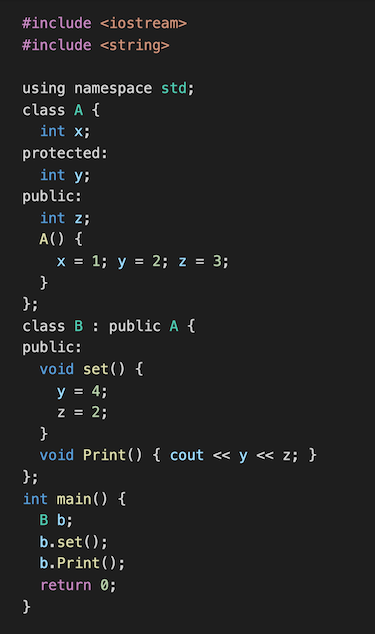 #include <iostream>
#include <string>

using namespace std;
class A {
  int x;
protected:
  int y;
public:
  int z;
  A() {
    x = 1; y = 2; z = 3;
  }
};
class B : public A {
public:
  void set() {
    y = 4;
    z = 2;
  }
  void Print() { cout << y << z; }
};
int main() {
  B b;
  b.set();
  b.Print();
  return 0;
}